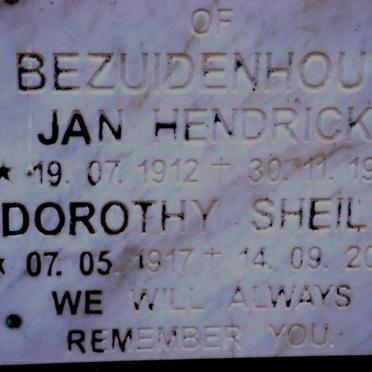 OF
BEZUIDENHOU
JAN HENDRICK
* 19. 07. 1912 + 30. 11. 19
DOROTHY SHEIL
* 07. 05. 1917 + 14. 09. 20
WE WILL ALWAYS
REMEMBER YOU.